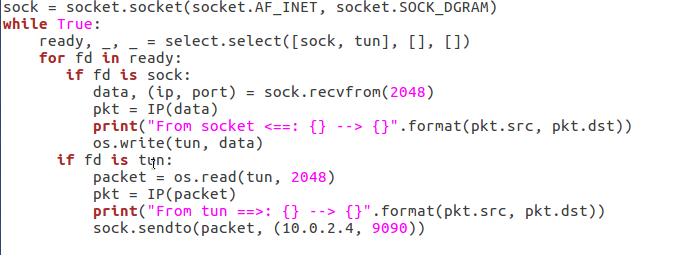 sock = socket.socket(socket.AF_INET, socket.SOCK_DGRAM)
while True:
    ready, _, _ = select.select([sock, tun], [], [])
    for fd in ready:
       if fd is sock:
          data, (ip, port) = sock.recvfrom(2048)
          pkt = IP(data)
          print("From socket <==: {} --> {}".format(pkt.src, pkt.dst))
          os.write(tun, data)
      if fd is tun:
          packet = os.read(tun, 2048)
          pkt = IP(packet)
          print("From tun ==>: {} --> {}".format(pkt.src, pkt.dst))
          sock.sendto(packet, (10.0.2.4, 9090))